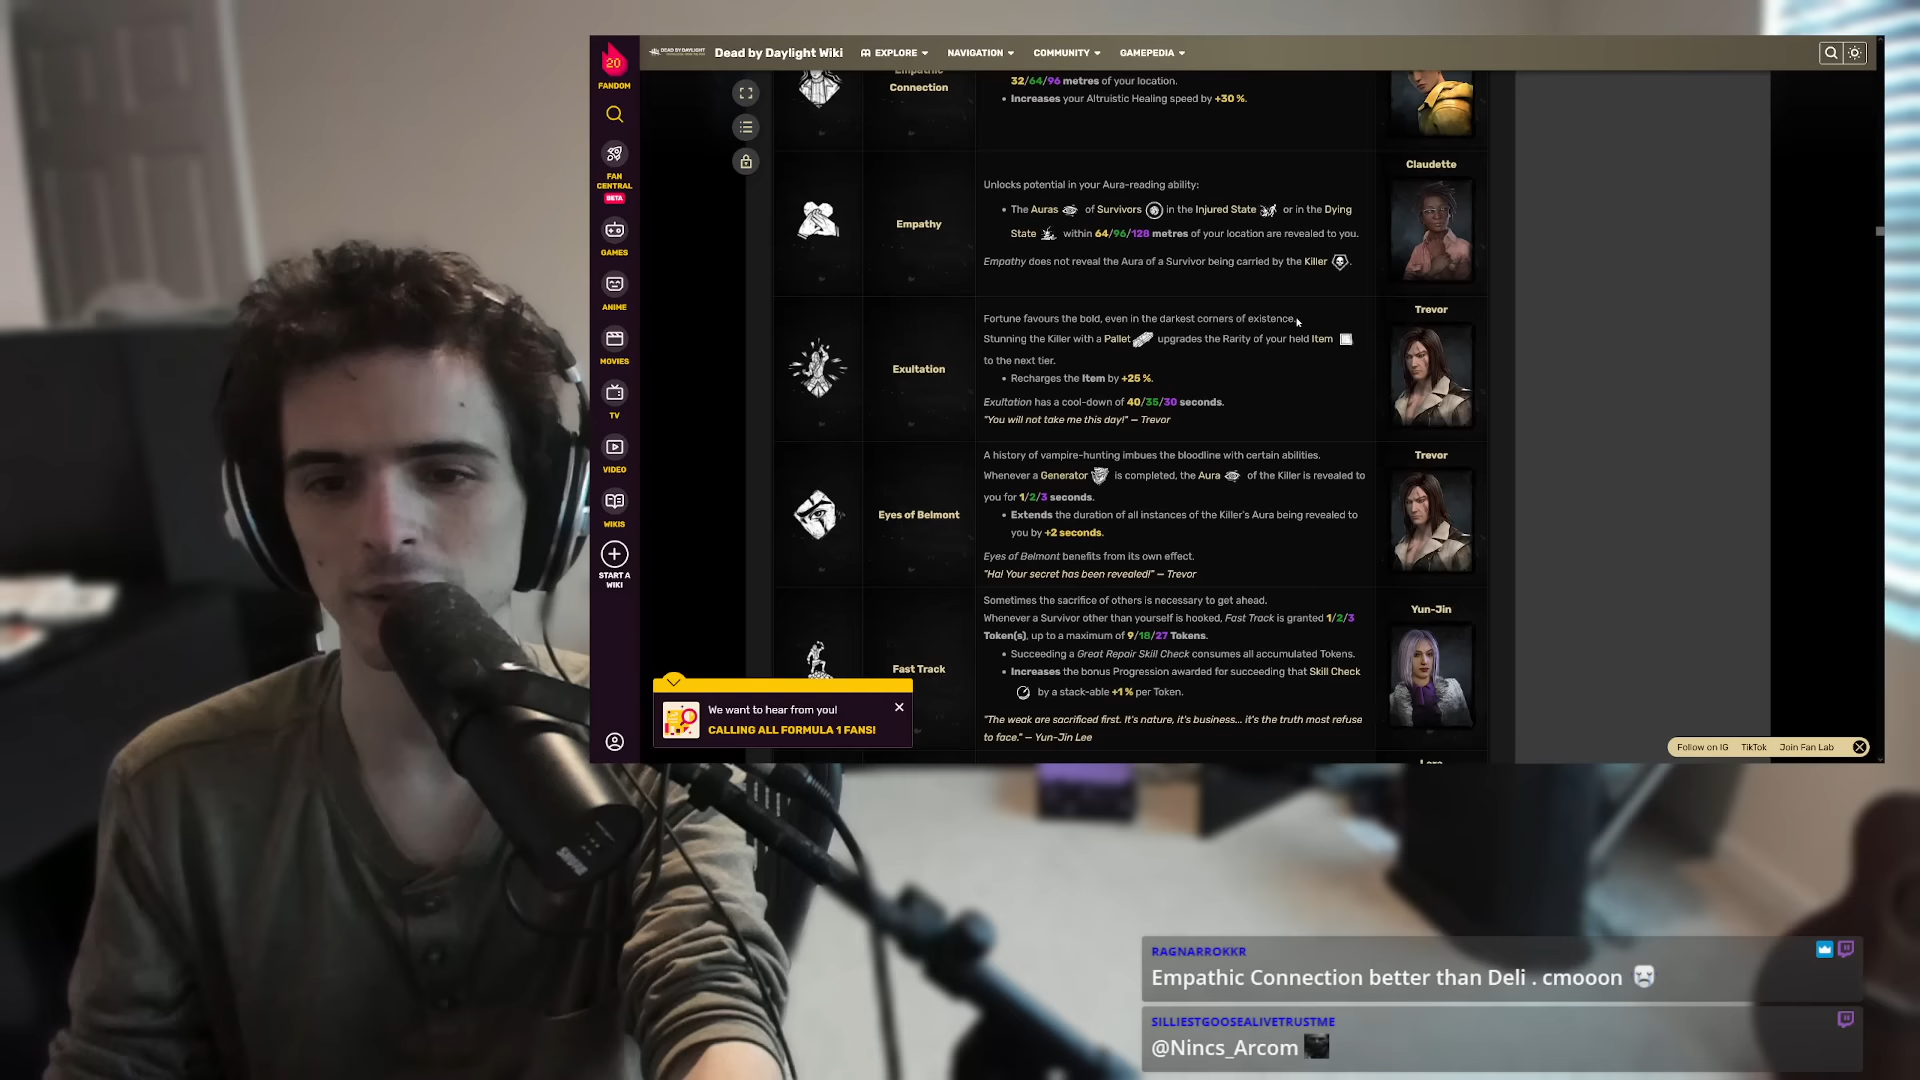 20
FANDOM
FAN
CENTRAL
BETA
GAMES
ANIME
MOVIES
TV
VIDEO
WIKIS
START A
WIKI
DEAD BY DAYLIGHT
Dead by Daylight Wiki
EXPLORE
NAVIGATION
COMMUNITY
GAMEPEDIA
Empathic
Connection
32/64/96 metres of your location.
• Increases your Altruistic Healing speed by +30 %.
Empathy
Unlocks potential in your Aura-reading ability:
• The Auras of Survivors in the Injured State or in the Dying
State within 64/96/128 metres of your location are revealed to you.
Empathy does not reveal the Aura of a Survivor being carried by the Killer .
Claudette
Exultation
Fortune favours the bold, even in the darkest corners of existence.
Stunning the Killer with a Pallet upgrades the Rarity of your held Item
to the next tier.
• Recharges the Item by +25 %.
Exultation has a cool-down of 40/35/30 seconds.
"You will not take me this day!" — Trevor
Trevor
Eyes of Belmont
A history of vampire-hunting imbues the bloodline with certain abilities.
Whenever a Generator is completed, the Aura of the Killer is revealed to
you for 1/2/3 seconds.
• Extends the duration of all instances of the Killer's Aura being revealed to
you by +2 seconds.
Eyes of Belmont benefits from its own effect.
"Ha! Your secret has been revealed!" — Trevor
Trevor
Fast Track
Sometimes the sacrifice of others is necessary to get ahead.
Whenever a Survivor other than yourself is hooked, Fast Track is granted 1/2/3
Token(s), up to a maximum of 9/18/27 Tokens.
• Succeeding a Great Repair Skill Check consumes all accumulated Tokens.
• Increases the bonus Progression awarded for succeeding that Skill Check
by a stack-able +1 % per Token.
"The weak are sacrificed first. It's nature, it's business... it's the truth most refuse
to face." — Yun-Jin Lee
Yun-Jin
We want to hear from you!
CALLING ALL FORMULA 1 FANS!
Follow on IG TikTok Join Fan Lab
SHURE
RAGNARROKKR
Empathic Connection better than Deli . cmooon
SILLIESTGOOSEALIVETRUSTME
@Nincs_Arcom